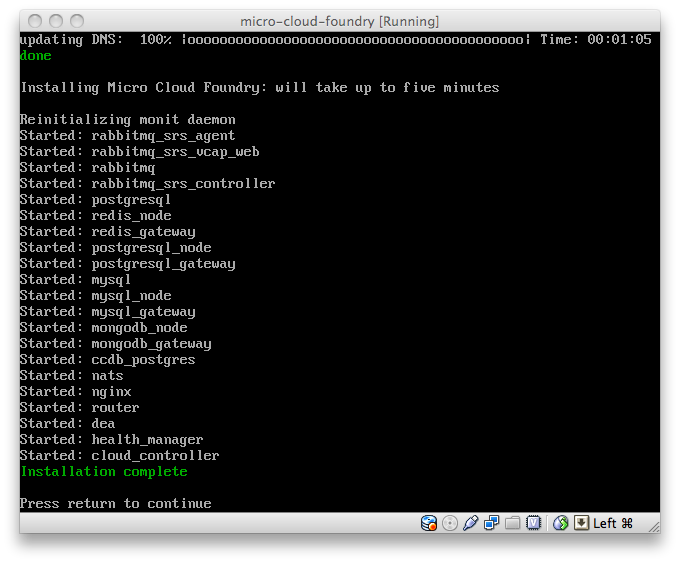 micro-cloud-foundry [Running]
updating DNS:  100% |oooooooooooooooooooooooooooooooooooooooooo| Time: 00:01:05
done
Installing Micro Cloud Foundry: will take up to five minutes
Reinitializing monit daemon
Started: rabbitmq_srs_agent
Started: rabbitmq_srs_vcap_web
Started: rabbitmq
Started: rabbitmq_srs_controller
Started: postgresql
Started: redis_node
Started: redis_gateway
Started: postgresql_node
Started: postgresql_gateway
Started: mysql
Started: mysql_node
Started: mysql_gateway
Started: mongodb_node
Started: mongodb_gateway
Started: ccdb_postgres
Started: nats
Started: nginx
Started: router
Started: dea
Started: health_manager
Started: cloud_controller
Installation complete
Press return to continue
Left ⌘